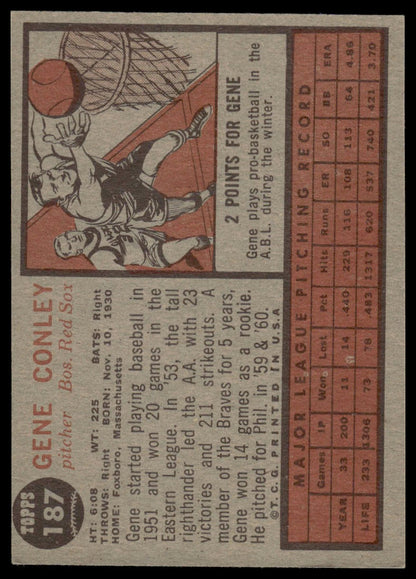 TOPPS
187
GENE CONLEY
pitcher Bos Red Sox
HT: 6:08 WT: 225 BATS: Right
THROWS: Right BORN: Nov. 10, 1930
HOME: Foxboro, Massachusetts
Gene started playing baseball in
1951 and won 20 games in the
Eastern League. In '53, the tall
righthander led the A.A. with 23
victories and 211 strikeouts. A
member of the Braves for 5 years,
Gene won 14 games as a rookie.
He pitched for Phil. in '59 & '60.
© T.C.G. PRINTED IN U.S.A.
2 POINTS FOR GENE
Gene plays pro-basketball in the
A.B.L. during the winter.
MAJOR LEAGUE PITCHING RECORD
Games IP Won Lost Pct Hits Runs ER SO BB ERA
YEAR 33 200 11 14 .440 229 116 108 113 64 4.86
LIFE 233 1306 73 78 .483 1317 620 537 740 421 3.70